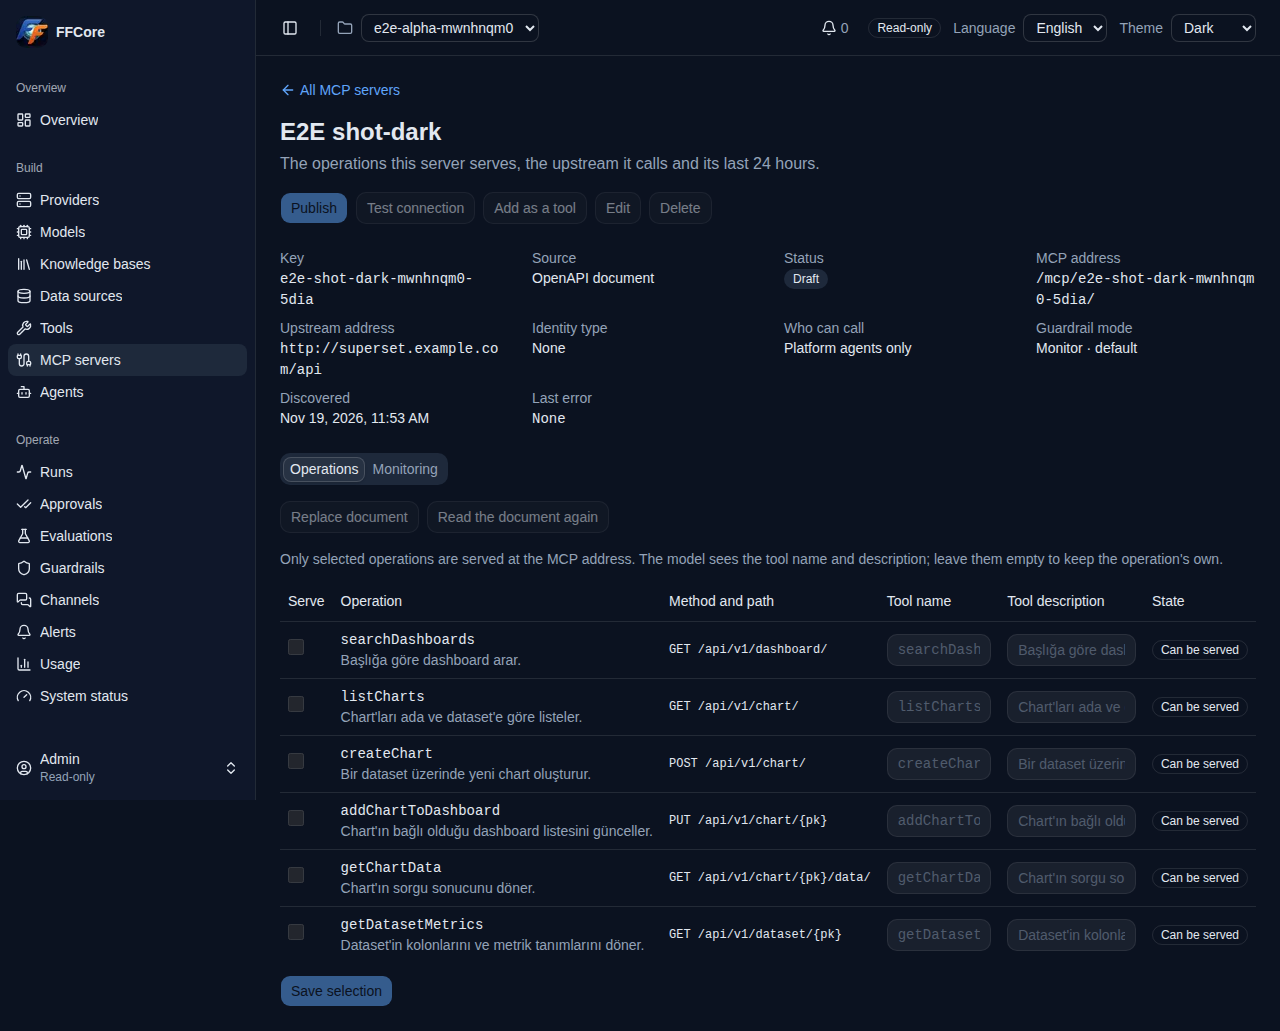 FFCore
e2e-alpha-mwnhnqm0
0
Read-only
Language
English
Theme
Dark
Overview
Overview
Build
Providers
Models
Knowledge bases
Data sources
Tools
MCP servers
Agents
Operate
Runs
Approvals
Evaluations
Guardrails
Channels
Alerts
Usage
System status
Admin
Read-only
All MCP servers
E2E shot-dark
The operations this server serves, the upstream it calls and its last 24 hours.
Publish
Test connection
Add as a tool
Edit
Delete
Key
e2e-shot-dark-mwnhnqm0-
5dia
Source
OpenAPI document
Status
Draft
MCP address
/mcp/e2e-shot-dark-mwnhnqm
0-5dia/
Upstream address
http://superset.example.co
m/api
Identity type
None
Who can call
Platform agents only
Guardrail mode
Monitor · default
Discovered
Nov 19, 2026, 11:53 AM
Last error
None
Operations
Monitoring
Replace document
Read the document again
Only selected operations are served at the MCP address. The model sees the tool name and description; leave them empty to keep the operation's own.
Serve
Operation
Method and path
Tool name
Tool description
State
searchDashboards
Başlığa göre dashboard arar.
GET /api/v1/dashboard/
searchDash
Başlığa göre das
Can be served
listCharts
Chart'ları ada ve dataset'e göre listeler.
GET /api/v1/chart/
listCharts
Chart'ları ada ve
Can be served
createChart
Bir dataset üzerinde yeni chart oluşturur.
POST /api/v1/chart/
createChar
Bir dataset üzerin
Can be served
addChartToDashboard
Chart'ın bağlı olduğu dashboard listesini günceller.
PUT /api/v1/chart/{pk}
addChartTo
Chart'ın bağlı old
Can be served
getChartData
Chart'ın sorgu sonucunu döner.
GET /api/v1/chart/{pk}/data/
getChartDa
Chart'ın sorgu so
Can be served
getDatasetMetrics
Dataset'in kolonlarını ve metrik tanımlarını döner.
GET /api/v1/dataset/{pk}
getDataset
Dataset'in kolonla
Can be served
Save selection